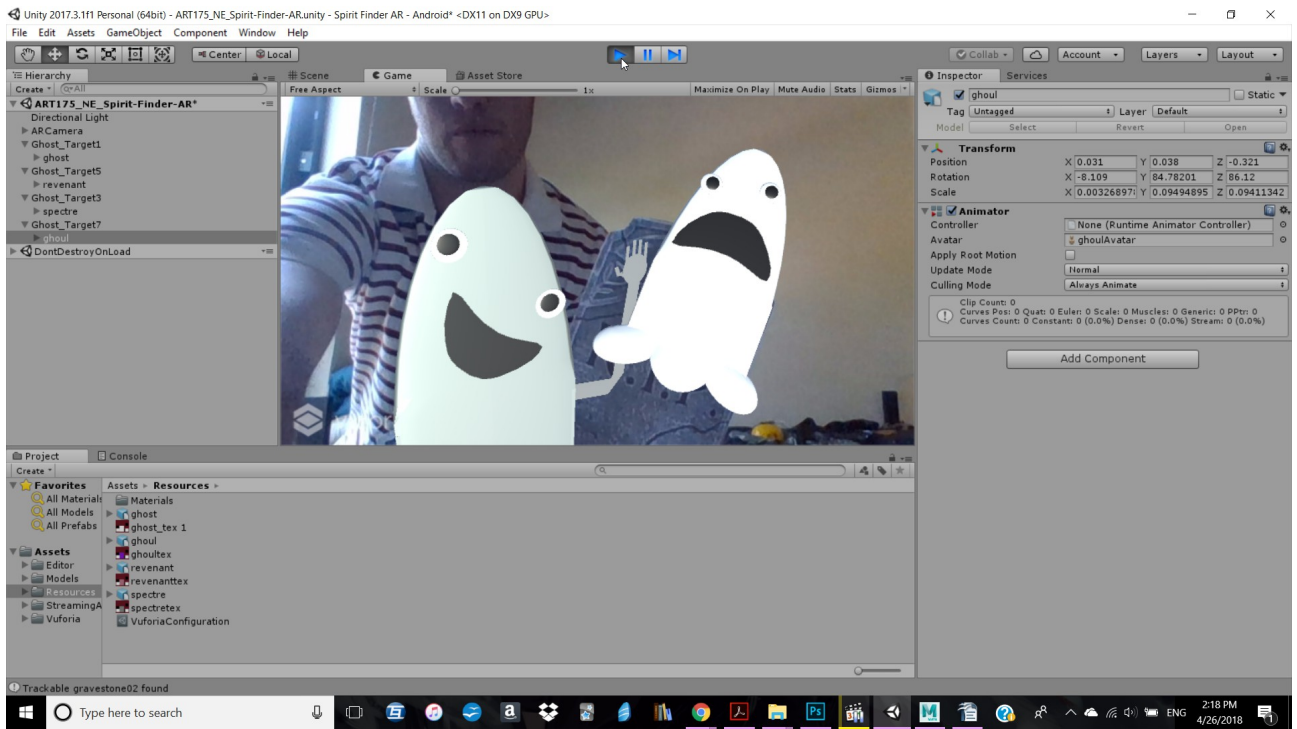 Unity 2017.3.1f1 Personal (64bit) - ART175_NE_Spirit-Finder-AR.unity - Spirit Finder AR - Android* <DX11 on DX9 GPU>
File Edit Assets GameObject Component Window Help
Center Local Collab Account Layers Layout
Hierarchy
Create All
ART175_NE_Spirit-Finder-AR*
Directional Light
ARCamera
Ghost_Target1
ghost
Ghost_Target5
revenant
Ghost_Target3
spectre
Ghost_Target7
ghoul
DontDestroyOnLoad
Scene Game Asset Store
Free Aspect Scale 1x Maximize On Play Mute Audio Stats Gizmos
Inspector Services
ghoul Static
Tag Untagged Layer Default
Model Select Revert Open
Transform
Position X 0.031 Y 0.038 Z -0.321
Rotation X -8.109 Y 84.78201 Z 86.12
Scale X 0.00326897 Y 0.09494895 Z 0.09411342
Animator
Controller None (Runtime Animator Controller)
Avatar ghoulAvatar
Apply Root Motion
Update Mode Normal
Culling Mode Always Animate
Clip Count: 0
Curves Pos: 0 Quat: 0 Euler: 0 Scale: 0 Muscles: 0 Generic: 0 PPtr: 0
Curves Count: 0 Constant: 0 (0.0%) Dense: 0 (0.0%) Stream: 0 (0.0%)
Add Component
Project Console
Create
Favorites
All Materials
All Models
All Prefabs
Assets
Editor
Models
Resources
StreamingA
Vuforia
Assets Resources
Materials
ghost
ghost_tex 1
ghoul
ghoultex
revenant
revenanttex
spectre
spectretex
VuforiaConfiguration
Trackable gravestone02 found
Type here to search
a
Ps
M
ENG
2:18 PM
4/26/2018
1